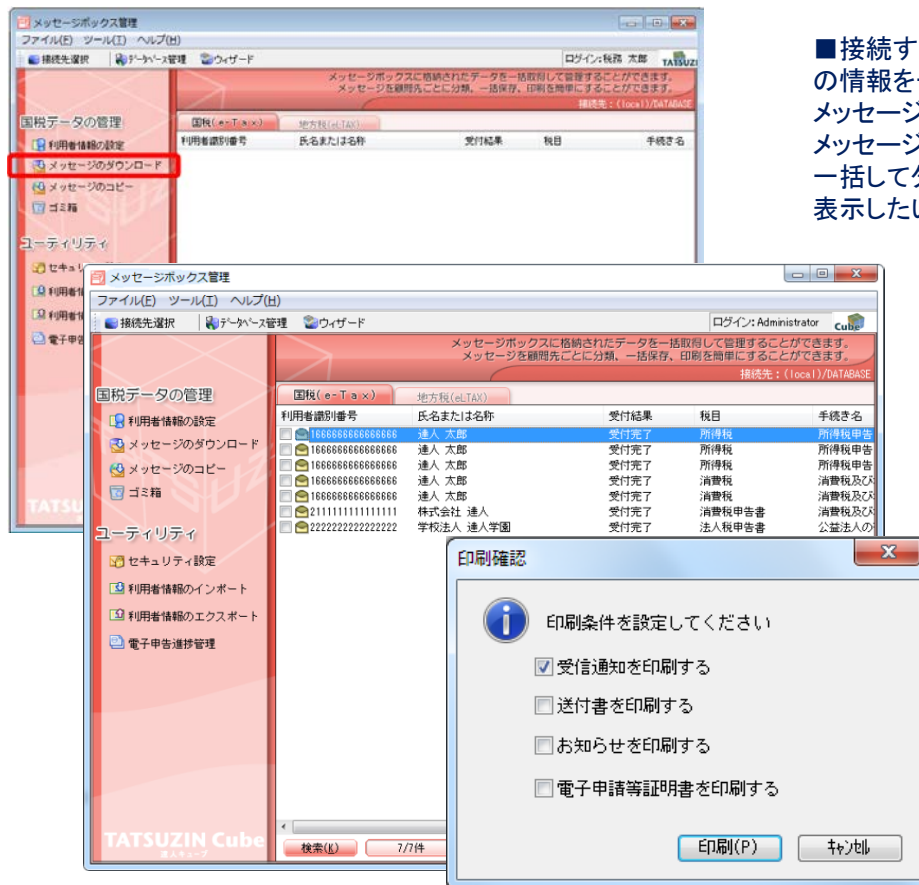 メッセージボックス管理
ファイル(F) ツール(T) ヘルプ(H)
接続先選択 データベース管理 ウィザード ログイン:税務 太郎 TATSUZI
メッセージボックスに格納されたデータを一括取得して管理することができます。
メッセージを顧問先ごとに分類、一括保存、印刷を簡単にすることができます。
接続先:(local)/DATABASE
国税データの管理
国税(e-Tax) 地方税(eLTAX)
利用者識別番号 氏名または名称 受付結果 税目 手続き名
利用者情報の設定
メッセージのダウンロード
メッセージのコピー
ゴミ箱
ユーティリティ
セキュリ
利用者情
利用者情
電子申告
TATSU
■接続す
の情報を
メッセージ
メッセージ
一括して
表示した
メッセージボックス管理
ファイル(F) ツール(T) ヘルプ(H)
接続先選択 データベース管理 ウィザード ログイン: Administrator Cube
メッセージボックスに格納されたデータを一括取得して管理することができます。
メッセージを顧問先ごとに分類、一括保存、印刷を簡単にすることができます。
接続先:(local)/DATABASE
国税データの管理
国税(e-Tax) 地方税(eLTAX)
利用者識別番号 氏名または名称 受付結果 税目 手続き名
1666666666666666 達人 太郎 受付完了 所得税 所得税申告
1666666666666666 達人 太郎 受付完了 所得税 所得税申告
1666666666666666 達人 太郎 受付完了 所得税 所得税申告
1666666666666666 達人 太郎 受付完了 消費税 消費税及び
1666666666666666 達人 太郎 受付完了 消費税 消費税及び
2111111111111111 株式会社 達人 受付完了 消費税申告書 消費税及び
2222222222222222 学校法人 達人学園 受付完了 法人税申告書 公益法人の
利用者情報の設定
メッセージのダウンロード
メッセージのコピー
ゴミ箱
ユーティリティ
セキュリティ設定
利用者情報のインポート
利用者情報のエクスポート
電子申告進捗管理
TATSUZIN Cube
達人キューブ
検索(K) 7/7件
印刷確認
印刷条件を設定してください
受信通知を印刷する
送付書を印刷する
お知らせを印刷する
電子申請等証明書を印刷する
印刷(P) キャンセル